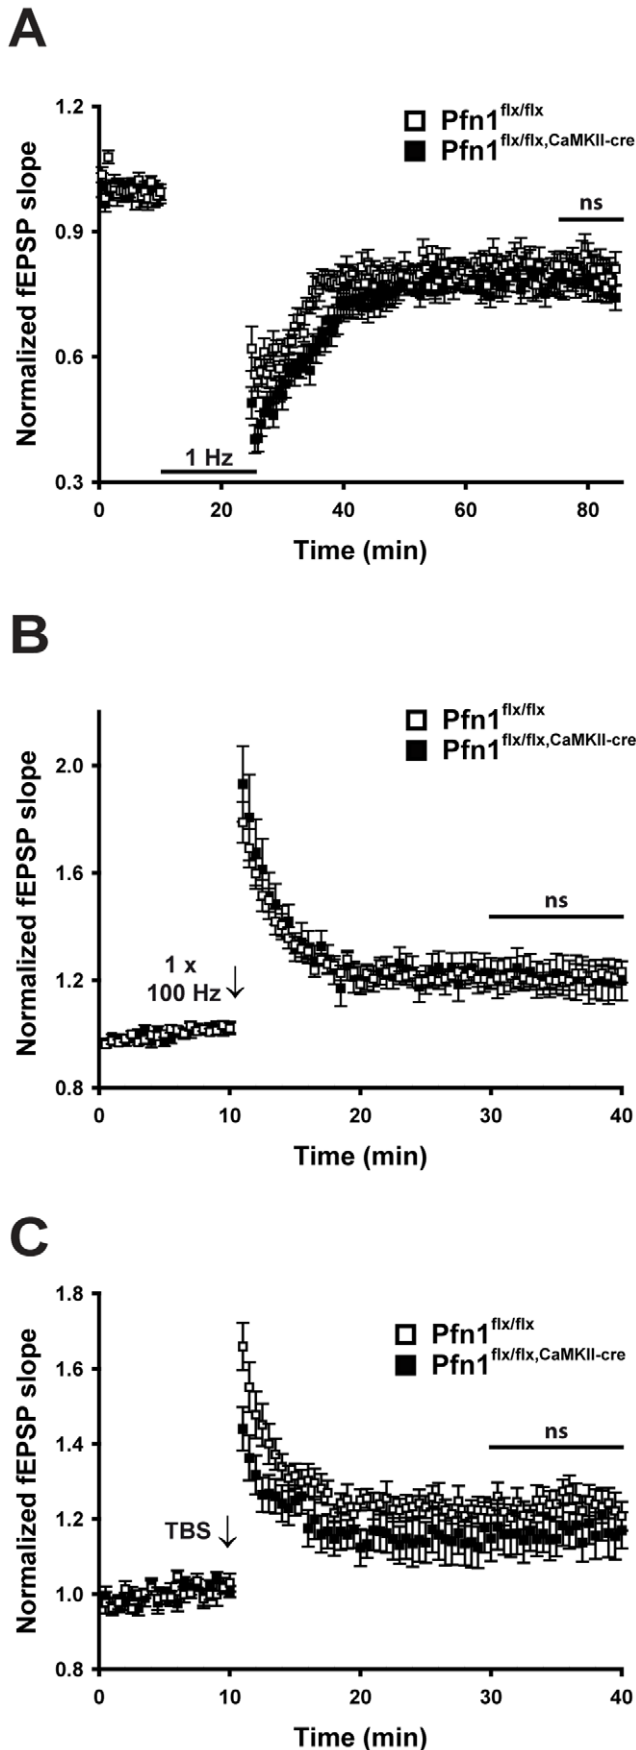 A
Normalized fEPSP slope
1.2
0.9
0.6
0.3
Pfn1flx/flx
Pfn1flx/flx,CaMKII-cre
ns
1 Hz
0 20 40 60 80
Time (min)
B
Normalized fEPSP slope
2.0
1.6
1.2
0.8
Pfn1flx/flx
Pfn1flx/flx,CaMKII-cre
ns
1 x
100 Hz
0 10 20 30 40
Time (min)
C
Normalized fEPSP slope
1.8
1.6
1.4
1.2
1.0
0.8
Pfn1flx/flx
Pfn1flx/flx,CaMKII-cre
ns
TBS
0 10 20 30 40
Time (min)